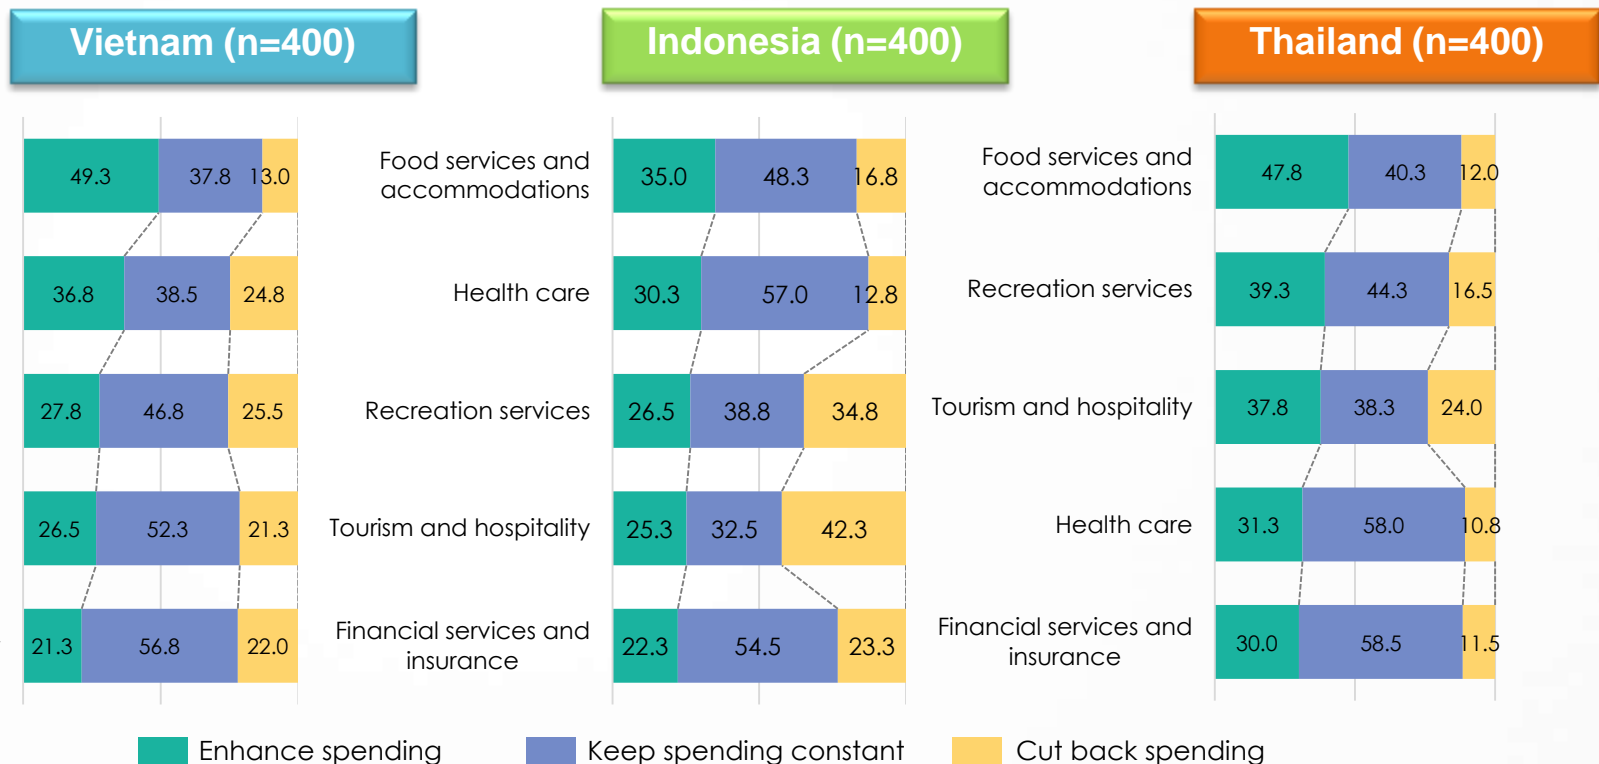 Vietnam (n=400)
Indonesia (n=400)
Thailand (n=400)
49.3 37.8 13.0
36.8 38.5 24.8
27.8 46.8 25.5
26.5 52.3 21.3
21.3 56.8 22.0
Food services and
accommodations
35.0 48.3 16.8
Health care
30.3 57.0 12.8
Recreation services
26.5 38.8 34.8
Tourism and hospitality
25.3 32.5 42.3
Financial services and
insurance
22.3 54.5 23.3
Food services and
accommodations
47.8 40.3 12.0
Recreation services
39.3 44.3 16.5
Tourism and hospitality
37.8 38.3 24.0
Health care
31.3 58.0 10.8
Financial services and
insurance
30.0 58.5 11.5
Enhance spending
Keep spending constant
Cut back spending